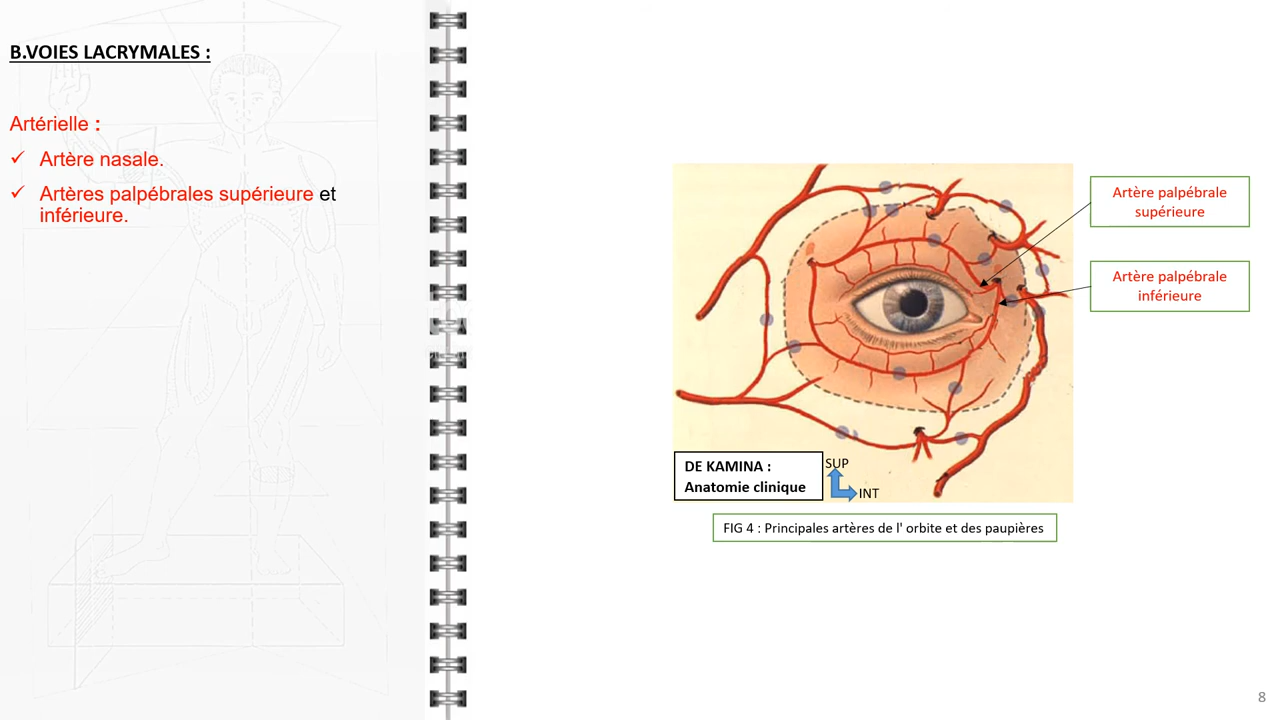 B.VOIES LACRYMALES :
Artérielle :
✓ Artère nasale.
✓ Artères palpébrales supérieure et
inférieure.
Artère palpébrale
supérieure
Artère palpébrale
inférieure
DE KAMINA :
Anatomie clinique
SUP
INT
FIG 4 : Principales artères de l' orbite et des paupières
8